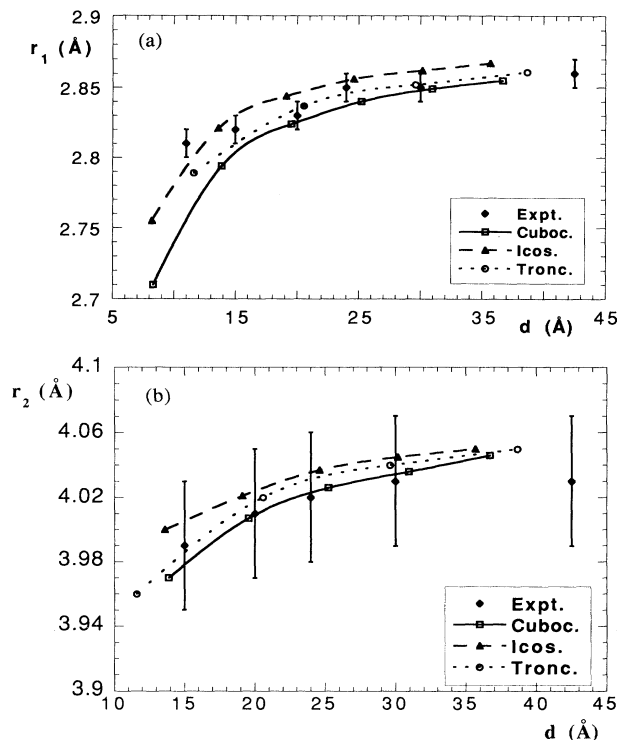 2.9
r1 (Å)
(a)
2.85
2.8
2.75
2.7
Expt.
Cuboc.
Icos.
Tronc.
5
15
25
35
45
d (Å)
4.1
r2 (Å)
(b)
4.06
4.02
3.98
3.94
3.9
Expt.
Cuboc.
Icos.
Tronc.
10 15 20 25 30 35 40 45
d (Å)